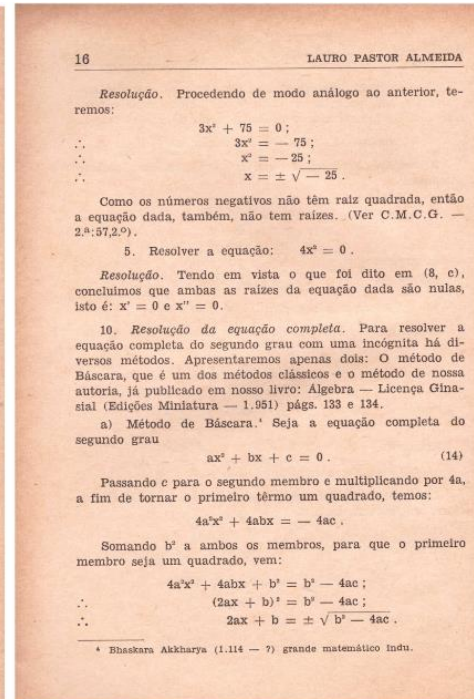 16 LAURO PASTOR ALMEIDA
Resolução. Procedendo de modo análogo ao anterior, te-
remos:
3x² + 75 = 0 ;
∴ 3x² = — 75 ;
∴ x² = — 25 ;
∴ x = ± √— 25 .
Como os números negativos não têm raiz quadrada, então
a equação dada, também, não tem raízes. (Ver C.M.C.G. —
2.ª:57,2.º) .
5. Resolver a equação: 4x² = 0 .
Resolução. Tendo em vista o que foi dito em (8, c),
concluimos que ambas as raízes da equação dada são nulas,
isto é: x' = 0 e x" = 0.
10. Resolução da equação completa. Para resolver a
equação completa do segundo grau com uma incógnita há di-
versos métodos. Apresentaremos apenas dois: O método de
Báscara, que é um dos métodos clássicos e o método de nossa
autoria, já publicado em nosso livro: Álgebra — Licença Gina-
sial (Edições Miniatura — 1.951) págs. 133 e 134.
a) Método de Báscara.⁴ Seja a equação completa do
segundo grau
ax² + bx + c = 0 . (14)
Passando c para o segundo membro e multiplicando por 4a,
a fim de tornar o primeiro têrmo um quadrado, temos:
4a²x² + 4abx = — 4ac .
Somando b² a ambos os membros, para que o primeiro
membro seja um quadrado, vem:
4a²x² + 4abx + b² = b² — 4ac ;
∴ (2ax + b)² = b² — 4ac ;
∴ 2ax + b = ± √ b² — 4ac .
⁴ Bhaskara Akkharya (1.114 — ?) grande matemático indu.